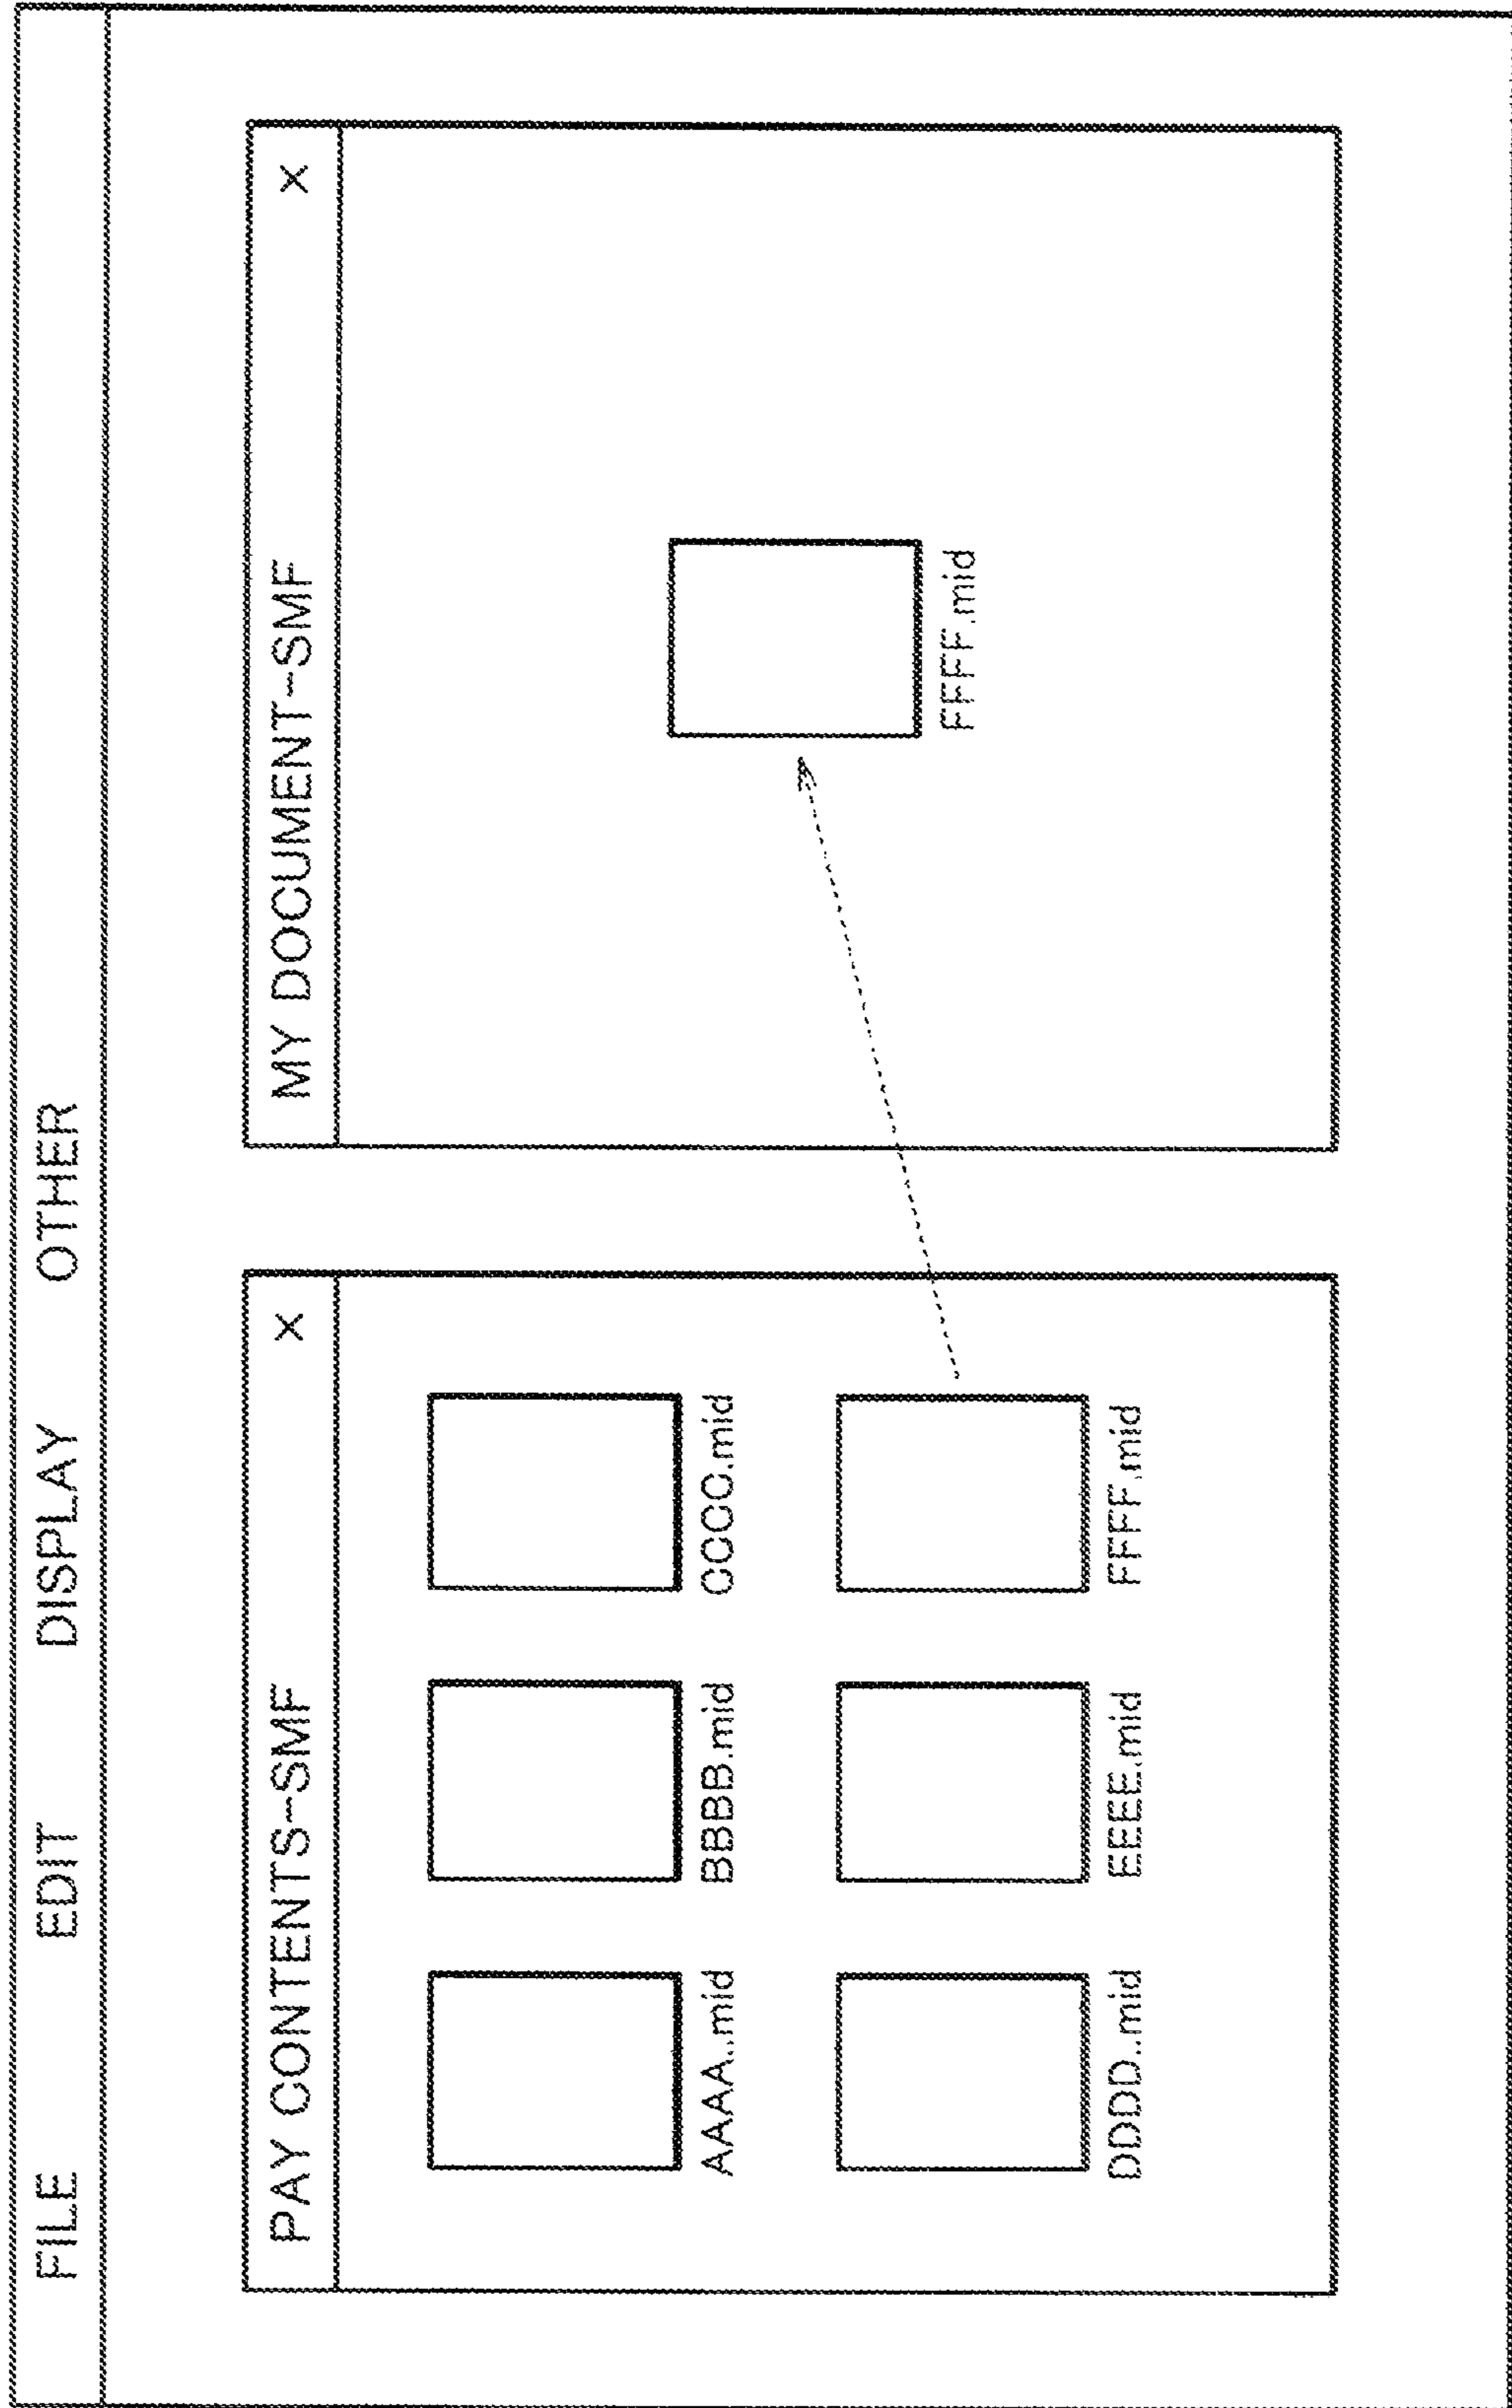 FILE EDIT DISPLAY OTHER
PAY CONTENTS-SMF X
AAAA..mid BBBB.mid CCCC.mid
DDDD..mid EEEE.mid FFFF.mid
MY DOCUMENT-SMF X
FFFF.mid